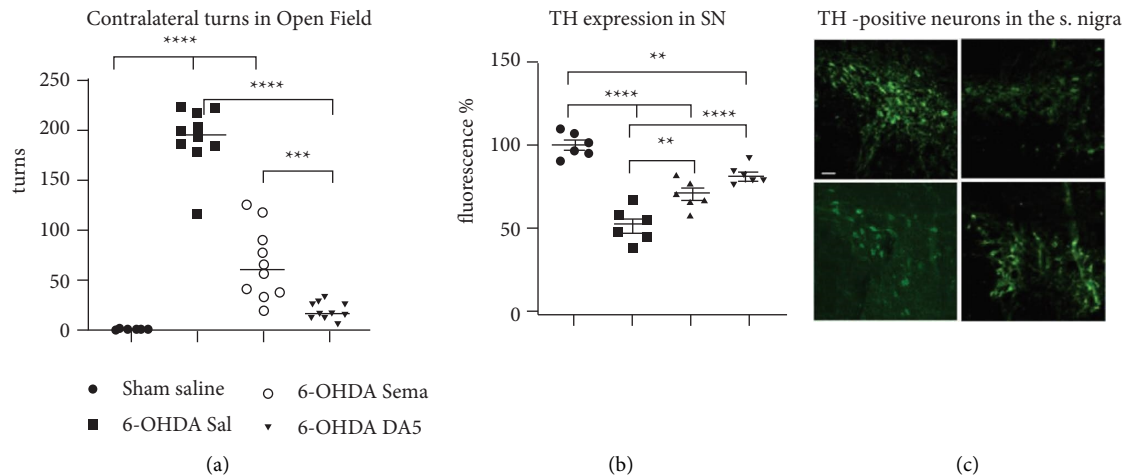 Contralateral turns in Open Field
****
****
***
250
200
150
100
50
0
turns
Sham saline
6-OHDA Sal
6-OHDA Sema
6-OHDA DA5
(a)
TH expression in SN
**
****
****
**
150
100
50
0
fluorescence %
(b)
TH -positive neurons in the s. nigra
(c)